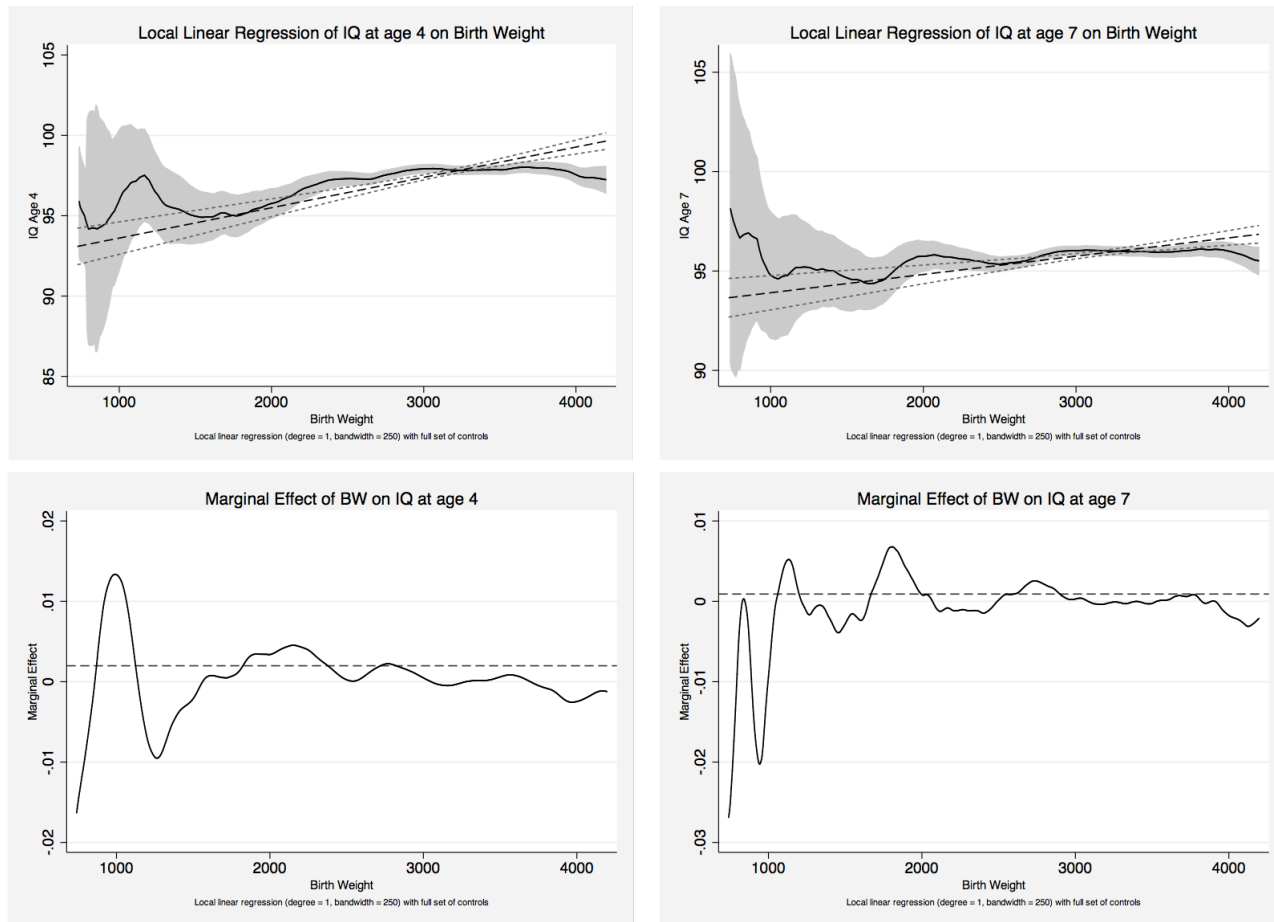 Local Linear Regression of IQ at age 4 on Birth Weight
105
100
95
90
85
IQ Age 4
1000 2000 3000 4000
Birth Weight
Local linear regression (degree = 1, bandwidth = 250) with full set of controls
Local Linear Regression of IQ at age 7 on Birth Weight
105
100
95
90
IQ Age 7
1000 2000 3000 4000
Birth Weight
Local linear regression (degree = 1, bandwidth = 250) with full set of controls
Marginal Effect of BW on IQ at age 4
.02
.01
0
-.01
-.02
Marginal Effect
1000 2000 3000 4000
Birth Weight
Local linear regression (degree = 1, bandwidth = 250) with full set of controls
Marginal Effect of BW on IQ at age 7
.01
0
-.01
-.02
-.03
Marginal Effect
1000 2000 3000 4000
Birth Weight
Local linear regression (degree = 1, bandwidth = 250) with full set of controls